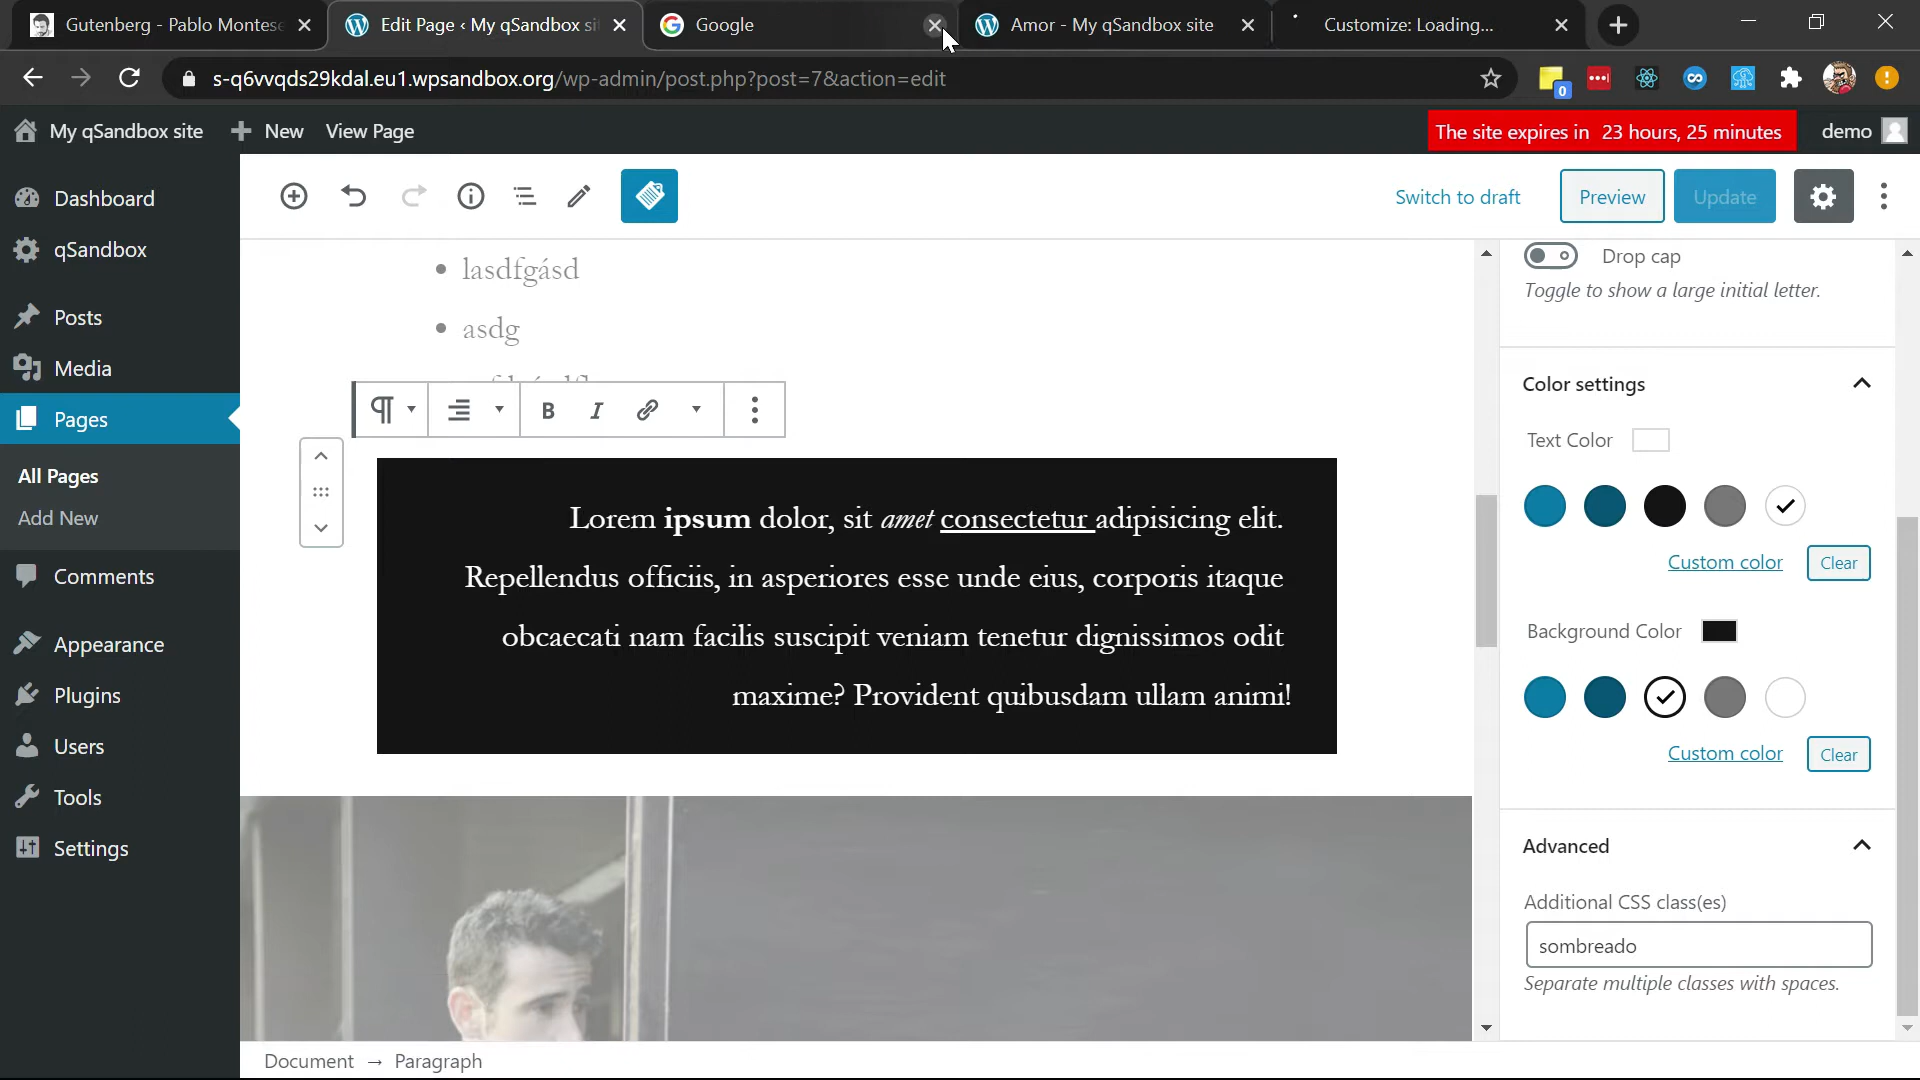 Gutenberg - Pablo Montese
Edit Page ‹ My qSandbox si
Google
Amor - My qSandbox site
Customize: Loading...
s-q6vvqds29kdal.eu1.wpsandbox.org/wp-admin/post.php?post=7&action=edit
0
My qSandbox site
New
View Page
The site expires in 23 hours, 25 minutes
demo
Dashboard
qSandbox
Posts
Media
Pages
All Pages
Add New
Comments
Appearance
Plugins
Users
Tools
Settings
Switch to draft
Preview
Update
lasdfgásd
asdg
B I
Lorem ipsum dolor, sit amet consectetur adipisicing elit.
Repellendus officiis, in asperiores esse unde eius, corporis itaque
obcaecati nam facilis suscipit veniam tenetur dignissimos odit
maxime? Provident quibusdam ullam animi!
Drop cap
Toggle to show a large initial letter.
Color settings
Text Color
Custom color
Clear
Background Color
Custom color
Clear
Advanced
Additional CSS class(es)
sombreado
Separate multiple classes with spaces.
Document → Paragraph